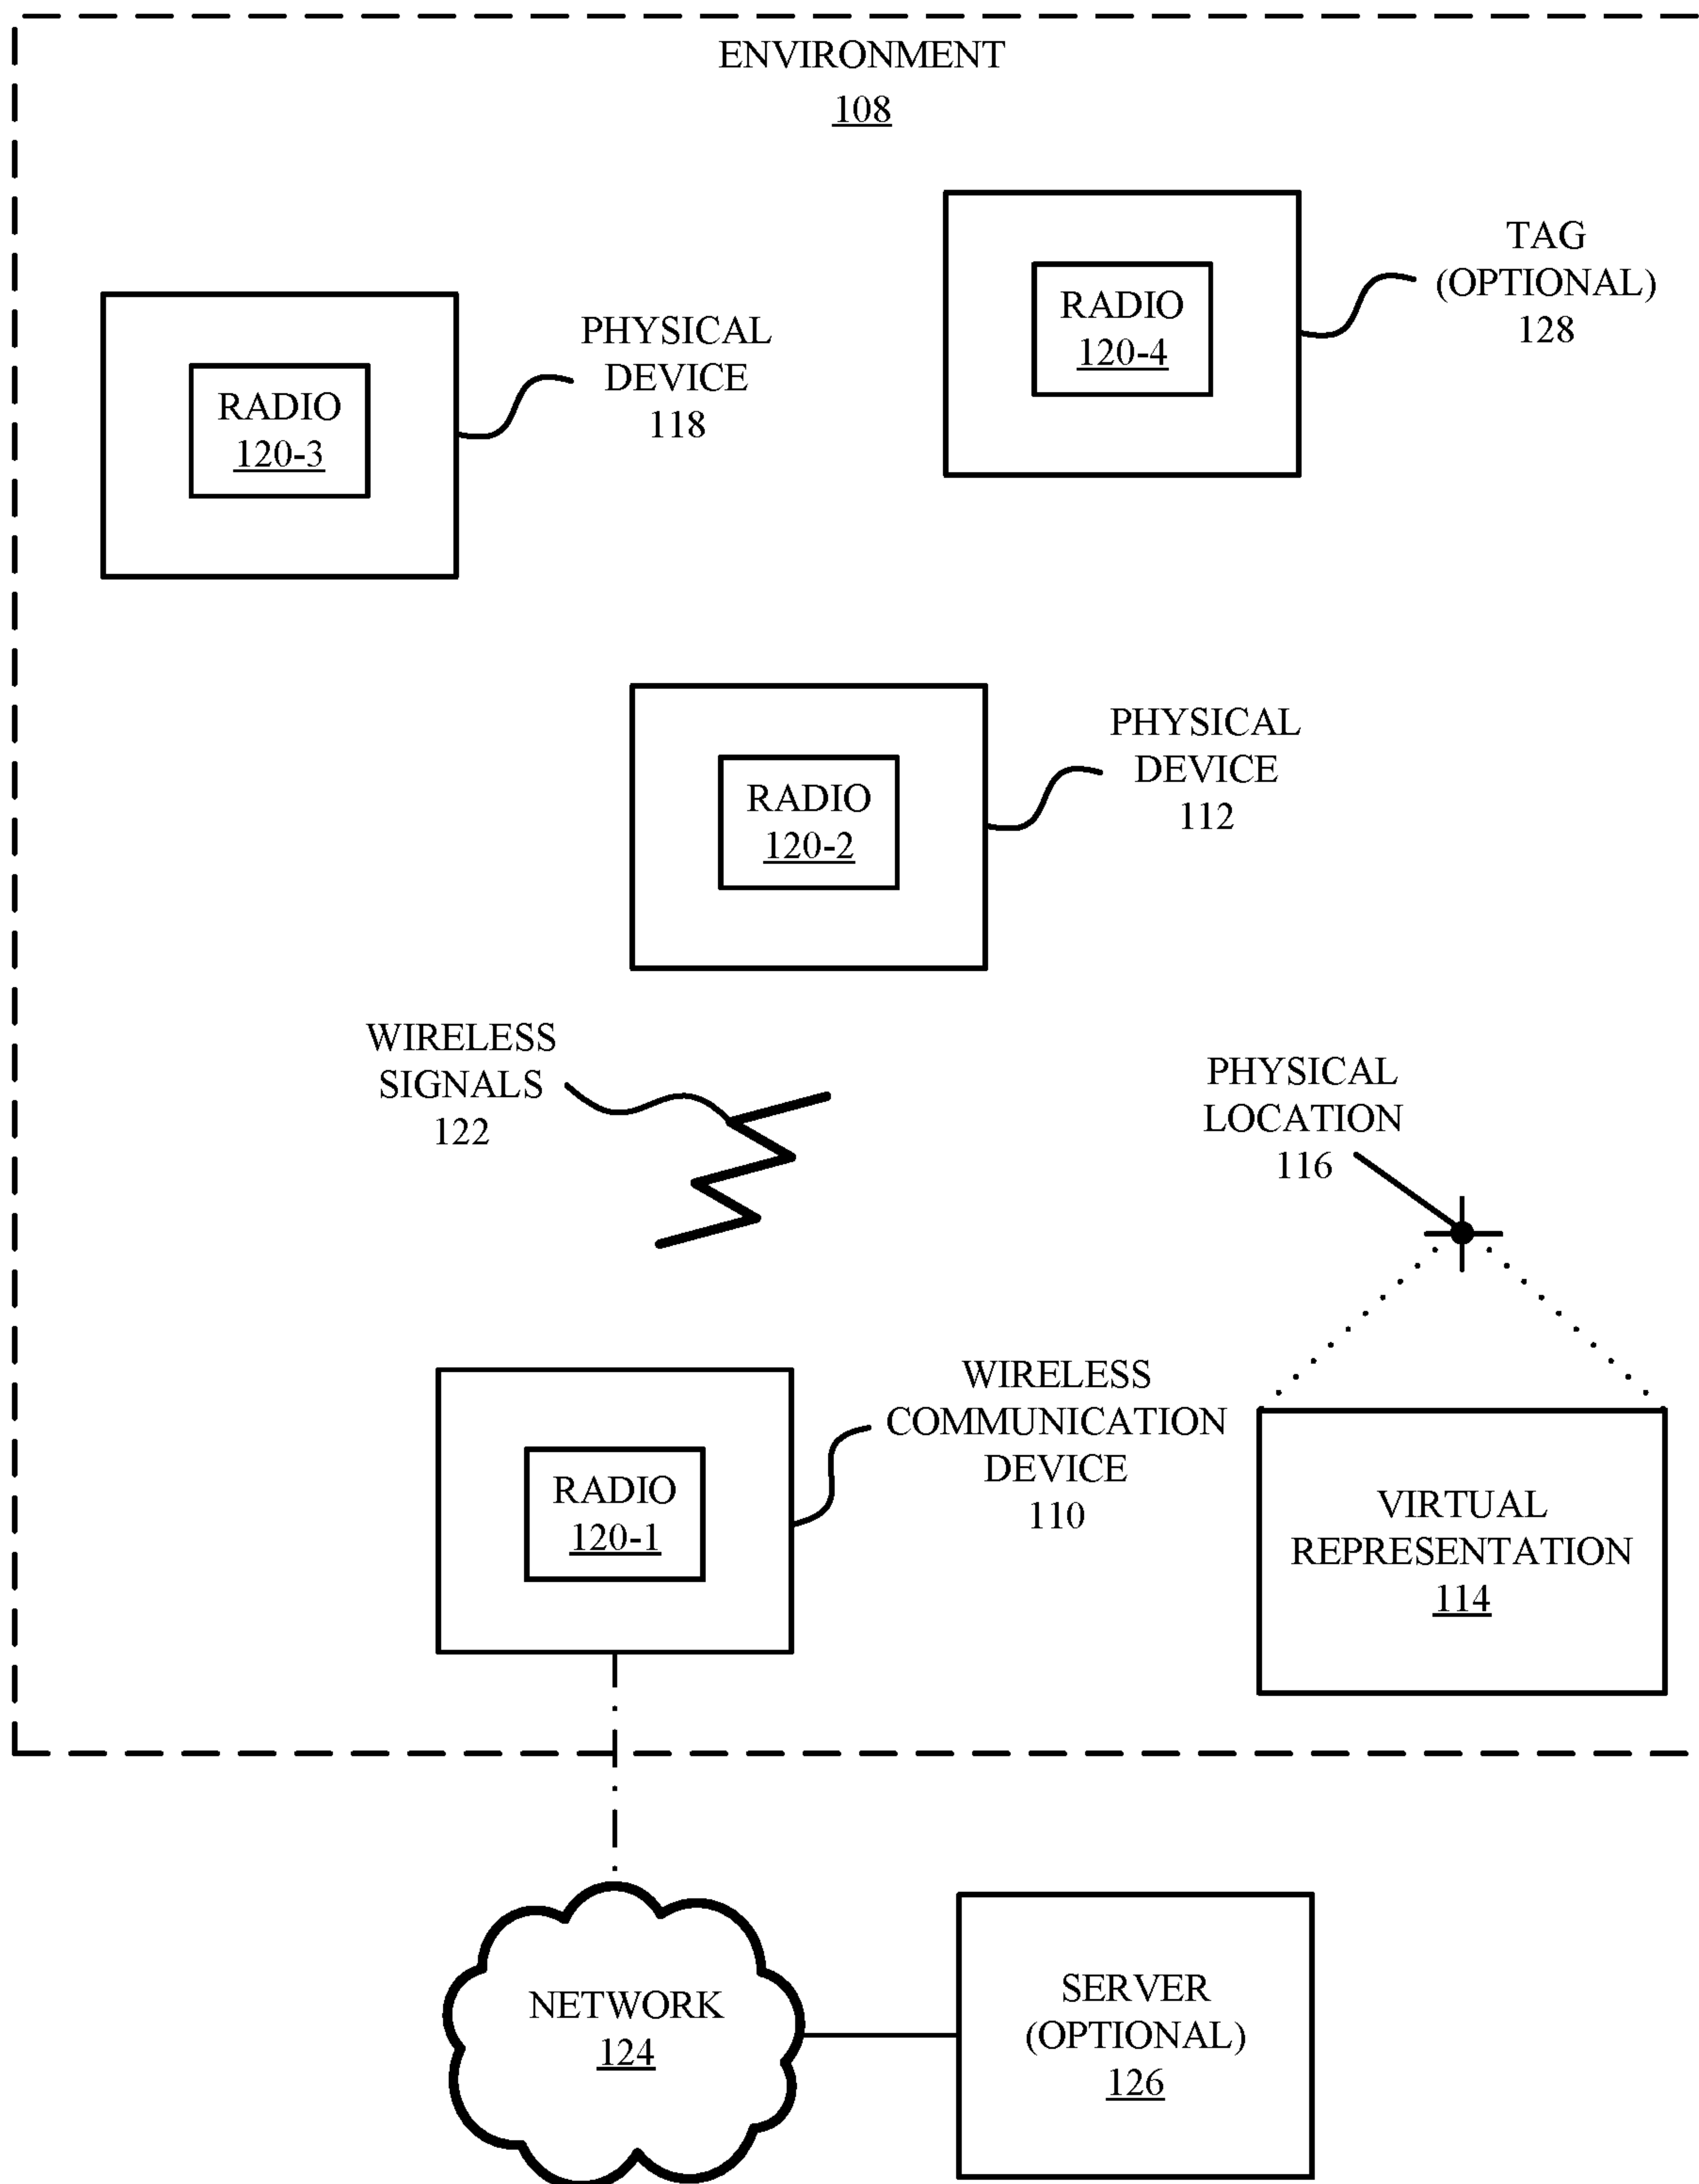 ENVIRONMENT
108
TAG
(OPTIONAL)
128
RADIO
120-4
PHYSICAL
DEVICE
118
RADIO
120-3
PHYSICAL
DEVICE
112
RADIO
120-2
WIRELESS
SIGNALS
122
PHYSICAL
LOCATION
116
WIRELESS
COMMUNICATION
DEVICE
110
RADIO
120-1
VIRTUAL
REPRESENTATION
114
NETWORK
124
SERVER
(OPTIONAL)
126